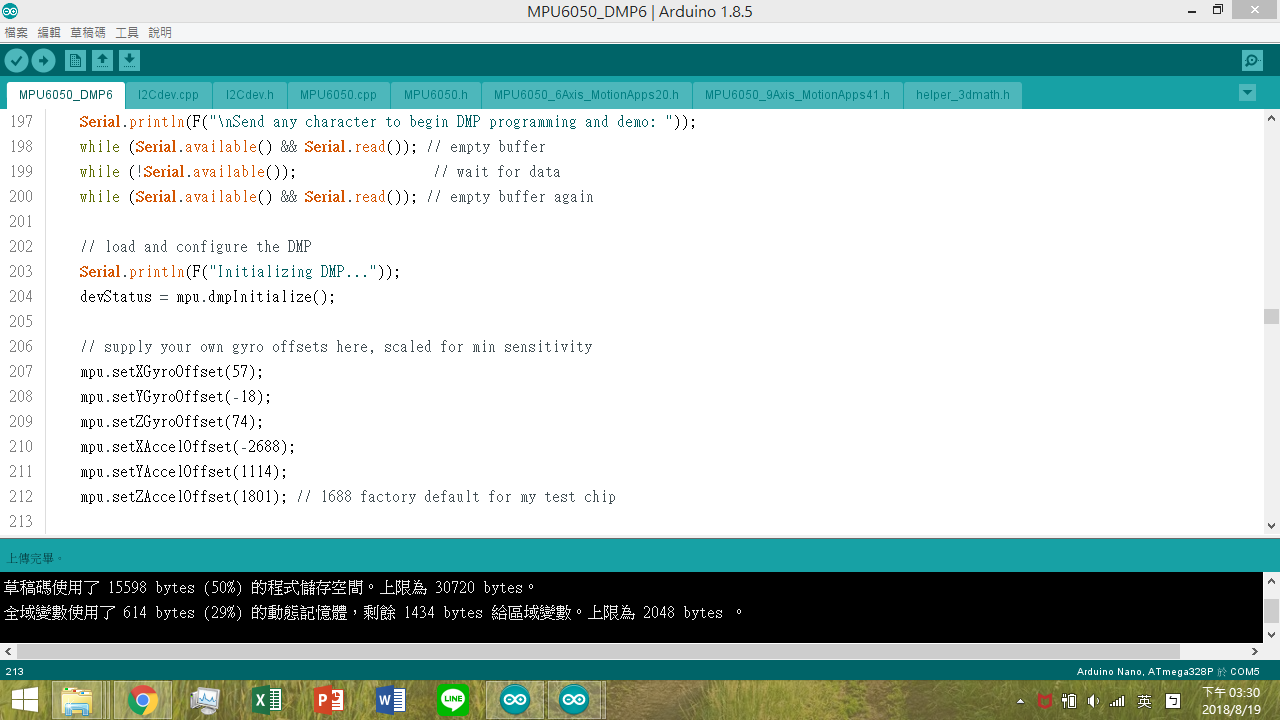 MPU6050_DMP6 | Arduino 1.8.5
檔案 編輯 草稿碼 工具 說明
MPU6050_DMP6 I2Cdev.cpp I2Cdev.h MPU6050.cpp MPU6050.h MPU6050_6Axis_MotionApps20.h MPU6050_9Axis_MotionApps41.h helper_3dmath.h
197 Serial.println(F("\nSend any character to begin DMP programming and demo: "));
198 while (Serial.available() && Serial.read()); // empty buffer
199 while (!Serial.available()); // wait for data
200 while (Serial.available() && Serial.read()); // empty buffer again
201
202 // load and configure the DMP
203 Serial.println(F("Initializing DMP..."));
204 devStatus = mpu.dmpInitialize();
205
206 // supply your own gyro offsets here, scaled for min sensitivity
207 mpu.setXGyroOffset(57);
208 mpu.setYGyroOffset(-18);
209 mpu.setZGyroOffset(74);
210 mpu.setXAccelOffset(-2688);
211 mpu.setYAccelOffset(1114);
212 mpu.setZAccelOffset(1801); // 1688 factory default for my test chip
213
上傳完畢。
草稿碼使用了 15598 bytes (50%) 的程式儲存空間。上限為 30720 bytes。
全域變數使用了 614 bytes (29%) 的動態記憶體，剩餘 1434 bytes 給區域變數。上限為 2048 bytes 。
213 Arduino Nano, ATmega328P 於 COM5
LINE 英 下午 03:30
2018/8/19